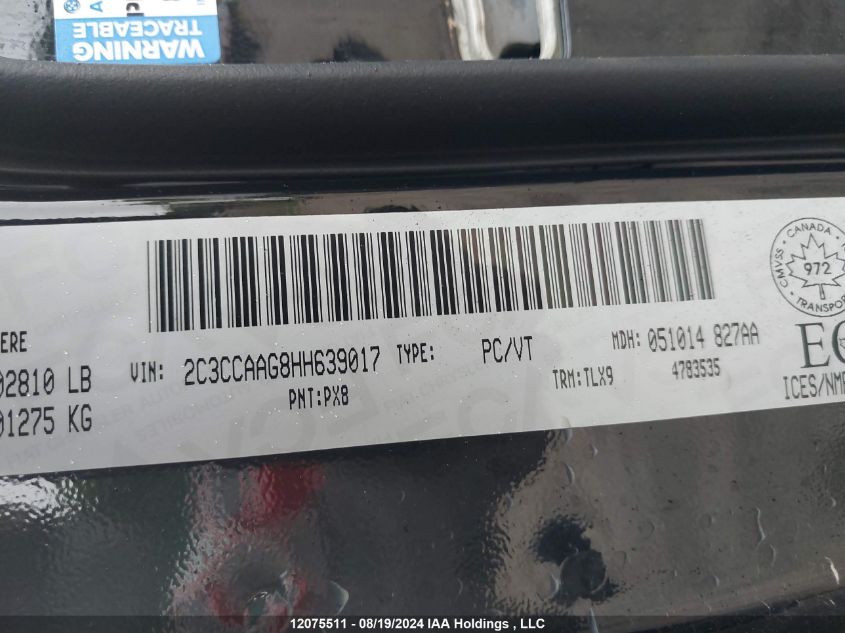 WARNING
TRACEABLE
CANADA
CMVSS
972
TRANSPOR
ERE
02810 LB
01275 KG
VIN: 2C3CCAAG8HH639017 TYPE: PC/VT MDH: 051014 827AA
PNT:PX8 TRM:TLX9 4783535
ICES/NM
12075511 - 08/19/2024 IAA Holdings , LLC